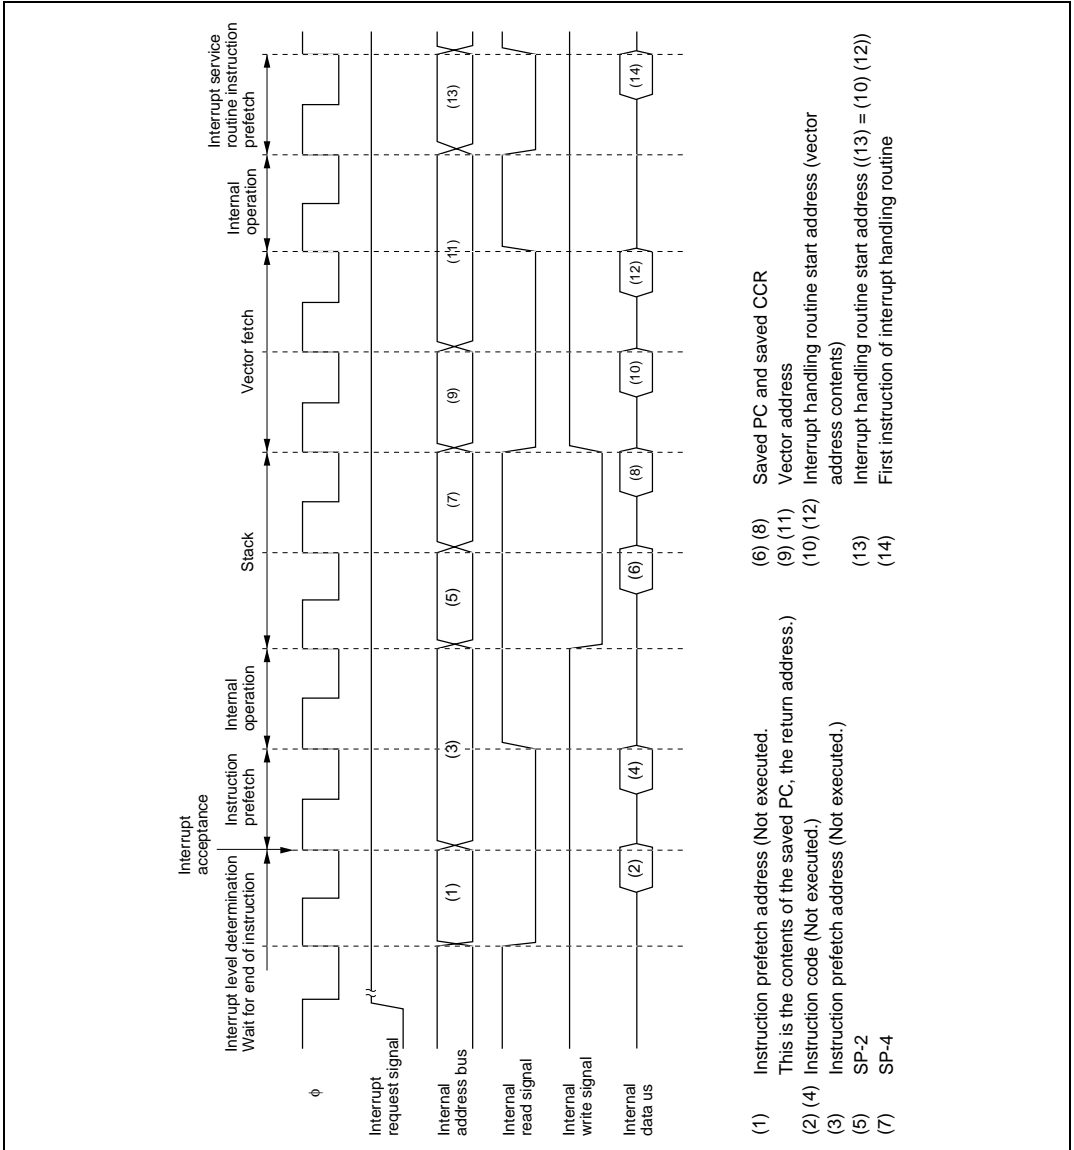 Interrupt
acceptance
Interrupt level determination
Wait for end of instruction
Instruction
prefetch
Internal
operation
Stack
Vector fetch
Internal
operation
Interrupt service
routine instruction
prefetch
φ
Interrupt
request signal
Internal
address bus
(1)
(3)
(5)
(7)
(9)
(11)
(13)
Internal
read signal
Internal
write signal
Internal
data us
(2)
(4)
(6)
(8)
(10)
(12)
(14)
(1) Instruction prefetch address (Not executed.
This is the contents of the saved PC, the return address.)
(2) (4) Instruction code (Not executed.)
(3) Instruction prefetch address (Not executed.)
(5) SP-2
(7) SP-4
(6) (8) Saved PC and saved CCR
(9) (11) Vector address
(10) (12) Interrupt handling routine start address (vector
address contents)
(13) Interrupt handling routine start address ((13) = (10) (12))
(14) First instruction of interrupt handling routine